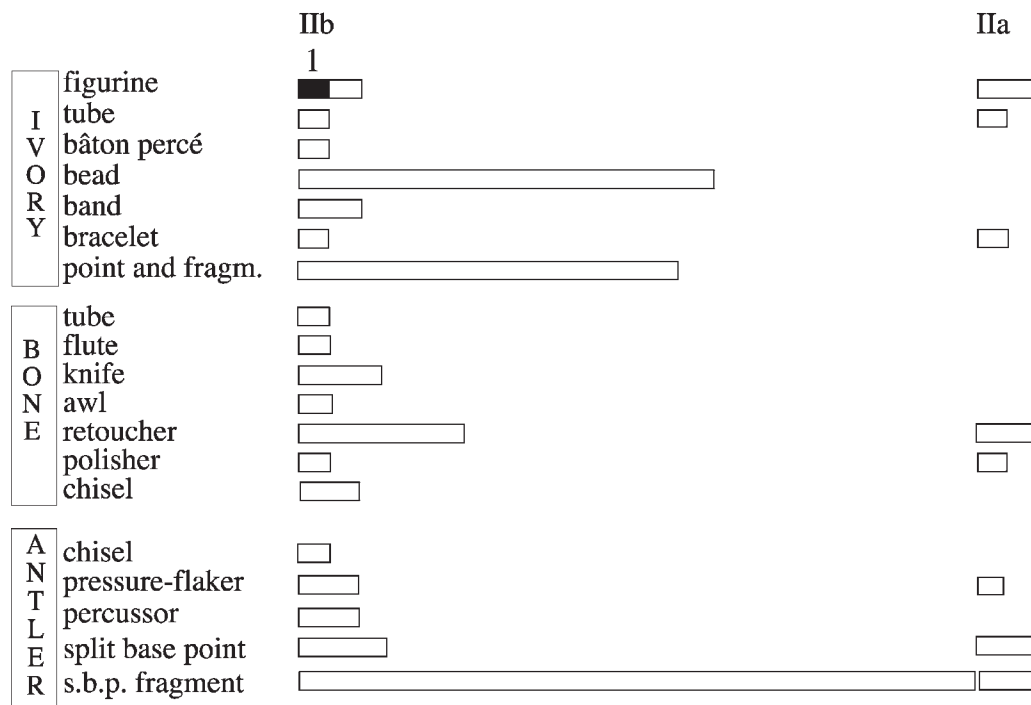 IIb IIa
1
IVORY
figurine
tube
bâton percé
bead
band
bracelet
point and fragm.
BONE
tube
flute
knife
awl
retoucher
polisher
chisel
ANTLER
chisel
pressure-flaker
percussor
split base point
s.b.p. fragment